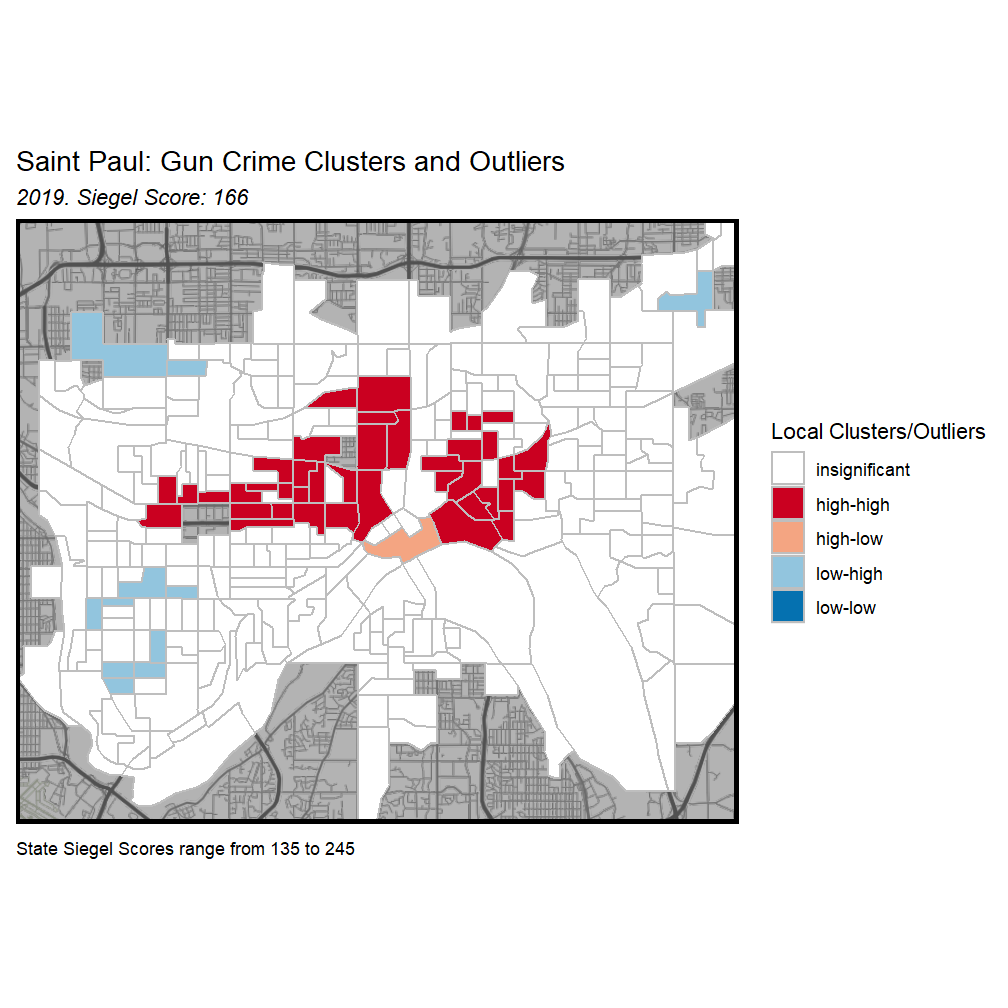 Saint Paul: Gun Crime Clusters and Outliers
2019. Siegel Score: 166
Local Clusters/Outliers
insignificant
high-high
high-low
low-high
low-low
State Siegel Scores range from 135 to 245